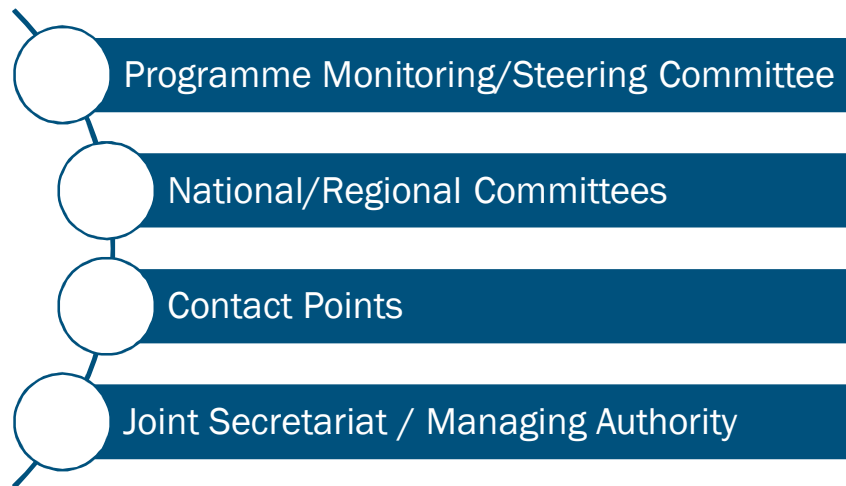 Programme Monitoring/Steering Committee
National/Regional Committees
Contact Points
Joint Secretariat / Managing Authority